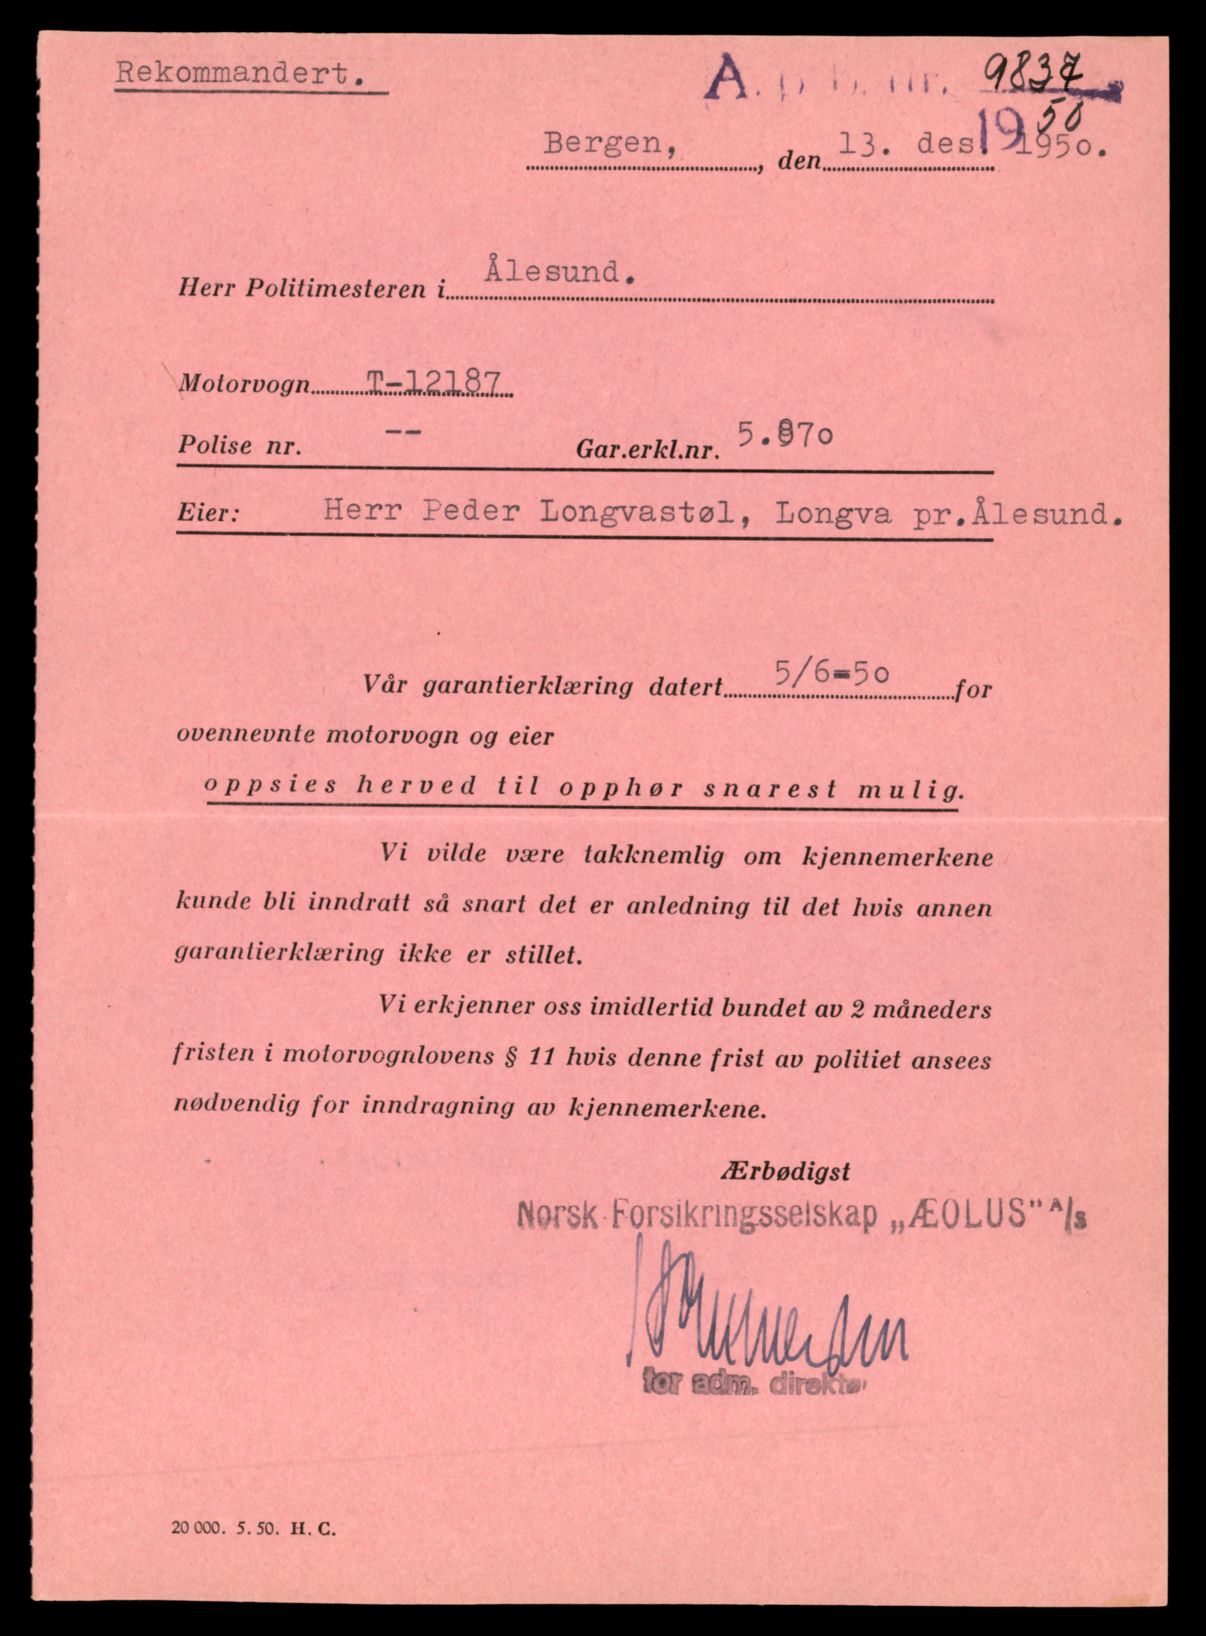 Rekommandert.
A. p. b. nr. 9837
1950
Bergen, , den 13. des. 1950.
Herr Politimesteren i Ålesund.
Motorvogn T-12187
Polise nr. -- Gar.erkl.nr. 5.870
Eier: Herr Peder Longvastøl, Longva pr.Ålesund.
Vår garantierklæring datert 5/6-50 for
ovennevnte motorvogn og eier
oppsies herved til opphør snarest mulig.
Vi vilde være takknemlig om kjennemerkene
kunde bli inndratt så snart det er anledning til det hvis annen
garantierklæring ikke er stillet.
Vi erkjenner oss imidlertid bundet av 2 måneders
fristen i motorvognlovens § 11 hvis denne frist av politiet ansees
nødvendig for inndragning av kjennemerkene.
Ærbødigst
Norsk Forsikringsselskap „ÆOLUS" A/s
for adm. direktør
20 000. 5. 50. H. C.